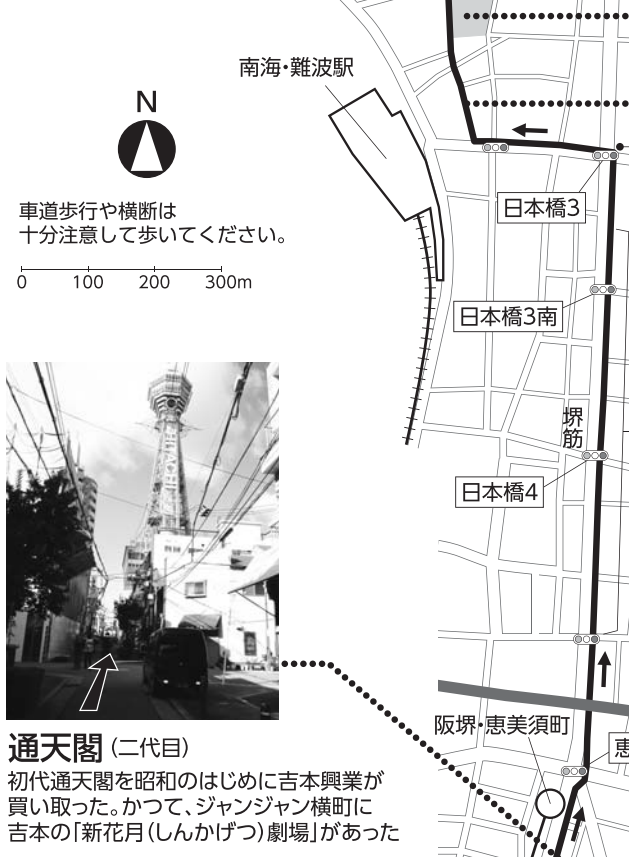 南海・難波駅
N
車道歩行や横断は
十分注意して歩いてください。
0 100 200 300m
日本橋3
日本橋3南
堺筋
日本橋4
HITACHI
阪堺・恵美須町
恵
通天閣(二代目)
初代通天閣を昭和のはじめに吉本興業が
買い取った。かつて、ジャンジャン横町に
吉本の「新花月(しんかげつ)劇場」があった